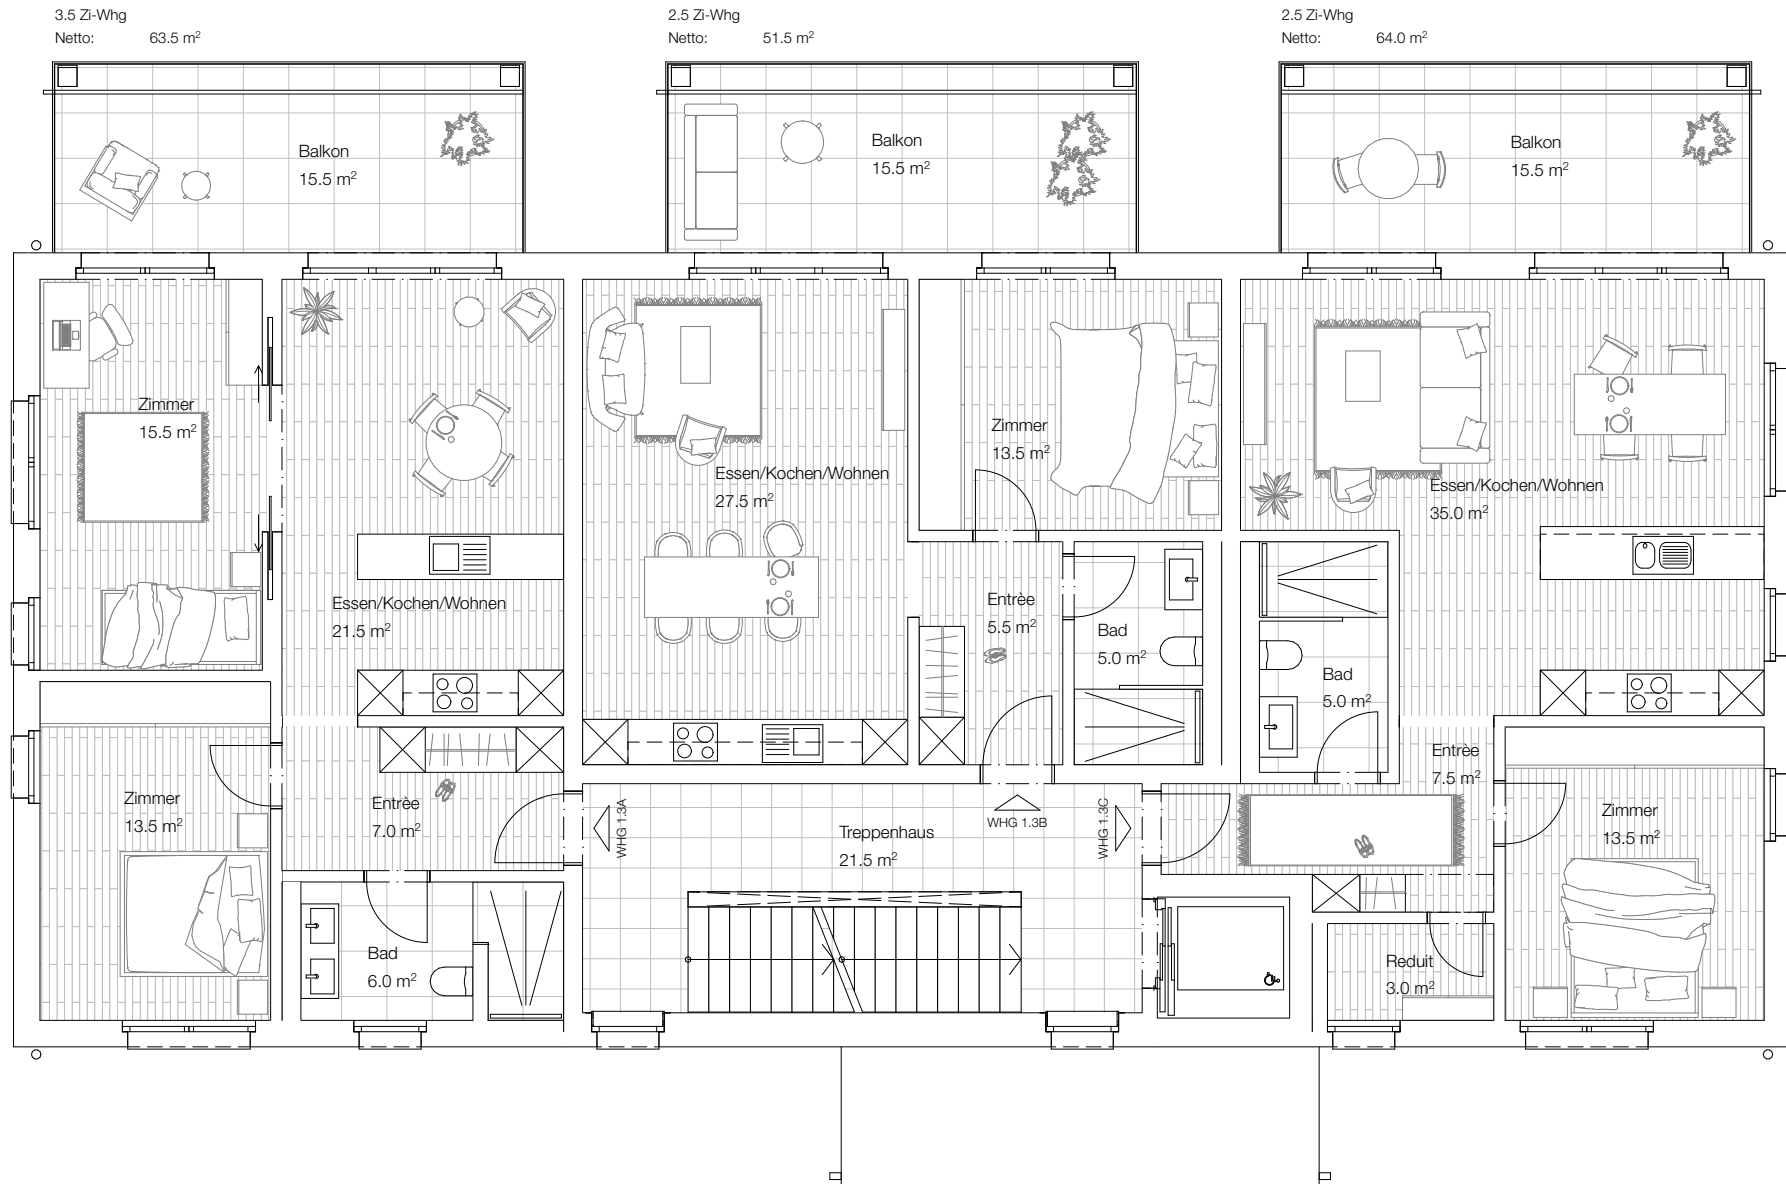 3.5 Zi-Whg
Netto: 63.5 m²
2.5 Zi-Whg
Netto: 51.5 m²
2.5 Zi-Whg
Netto: 64.0 m²
Balkon
15.5 m²
Balkon
15.5 m²
Balkon
15.5 m²
Zimmer
15.5 m²
Essen/Kochen/Wohnen
21.5 m²
Essen/Kochen/Wohnen
27.5 m²
Zimmer
13.5 m²
Essen/Kochen/Wohnen
35.0 m²
Entrèe
5.5 m²
Bad
5.0 m²
Bad
5.0 m²
Entrèe
7.5 m²
Zimmer
13.5 m²
Entrèe
7.0 m²
WHG 1.3A
Treppenhaus
21.5 m²
WHG 1.3B
WHG 1.3C
Zimmer
13.5 m²
Bad
6.0 m²
Reduit
3.0 m²